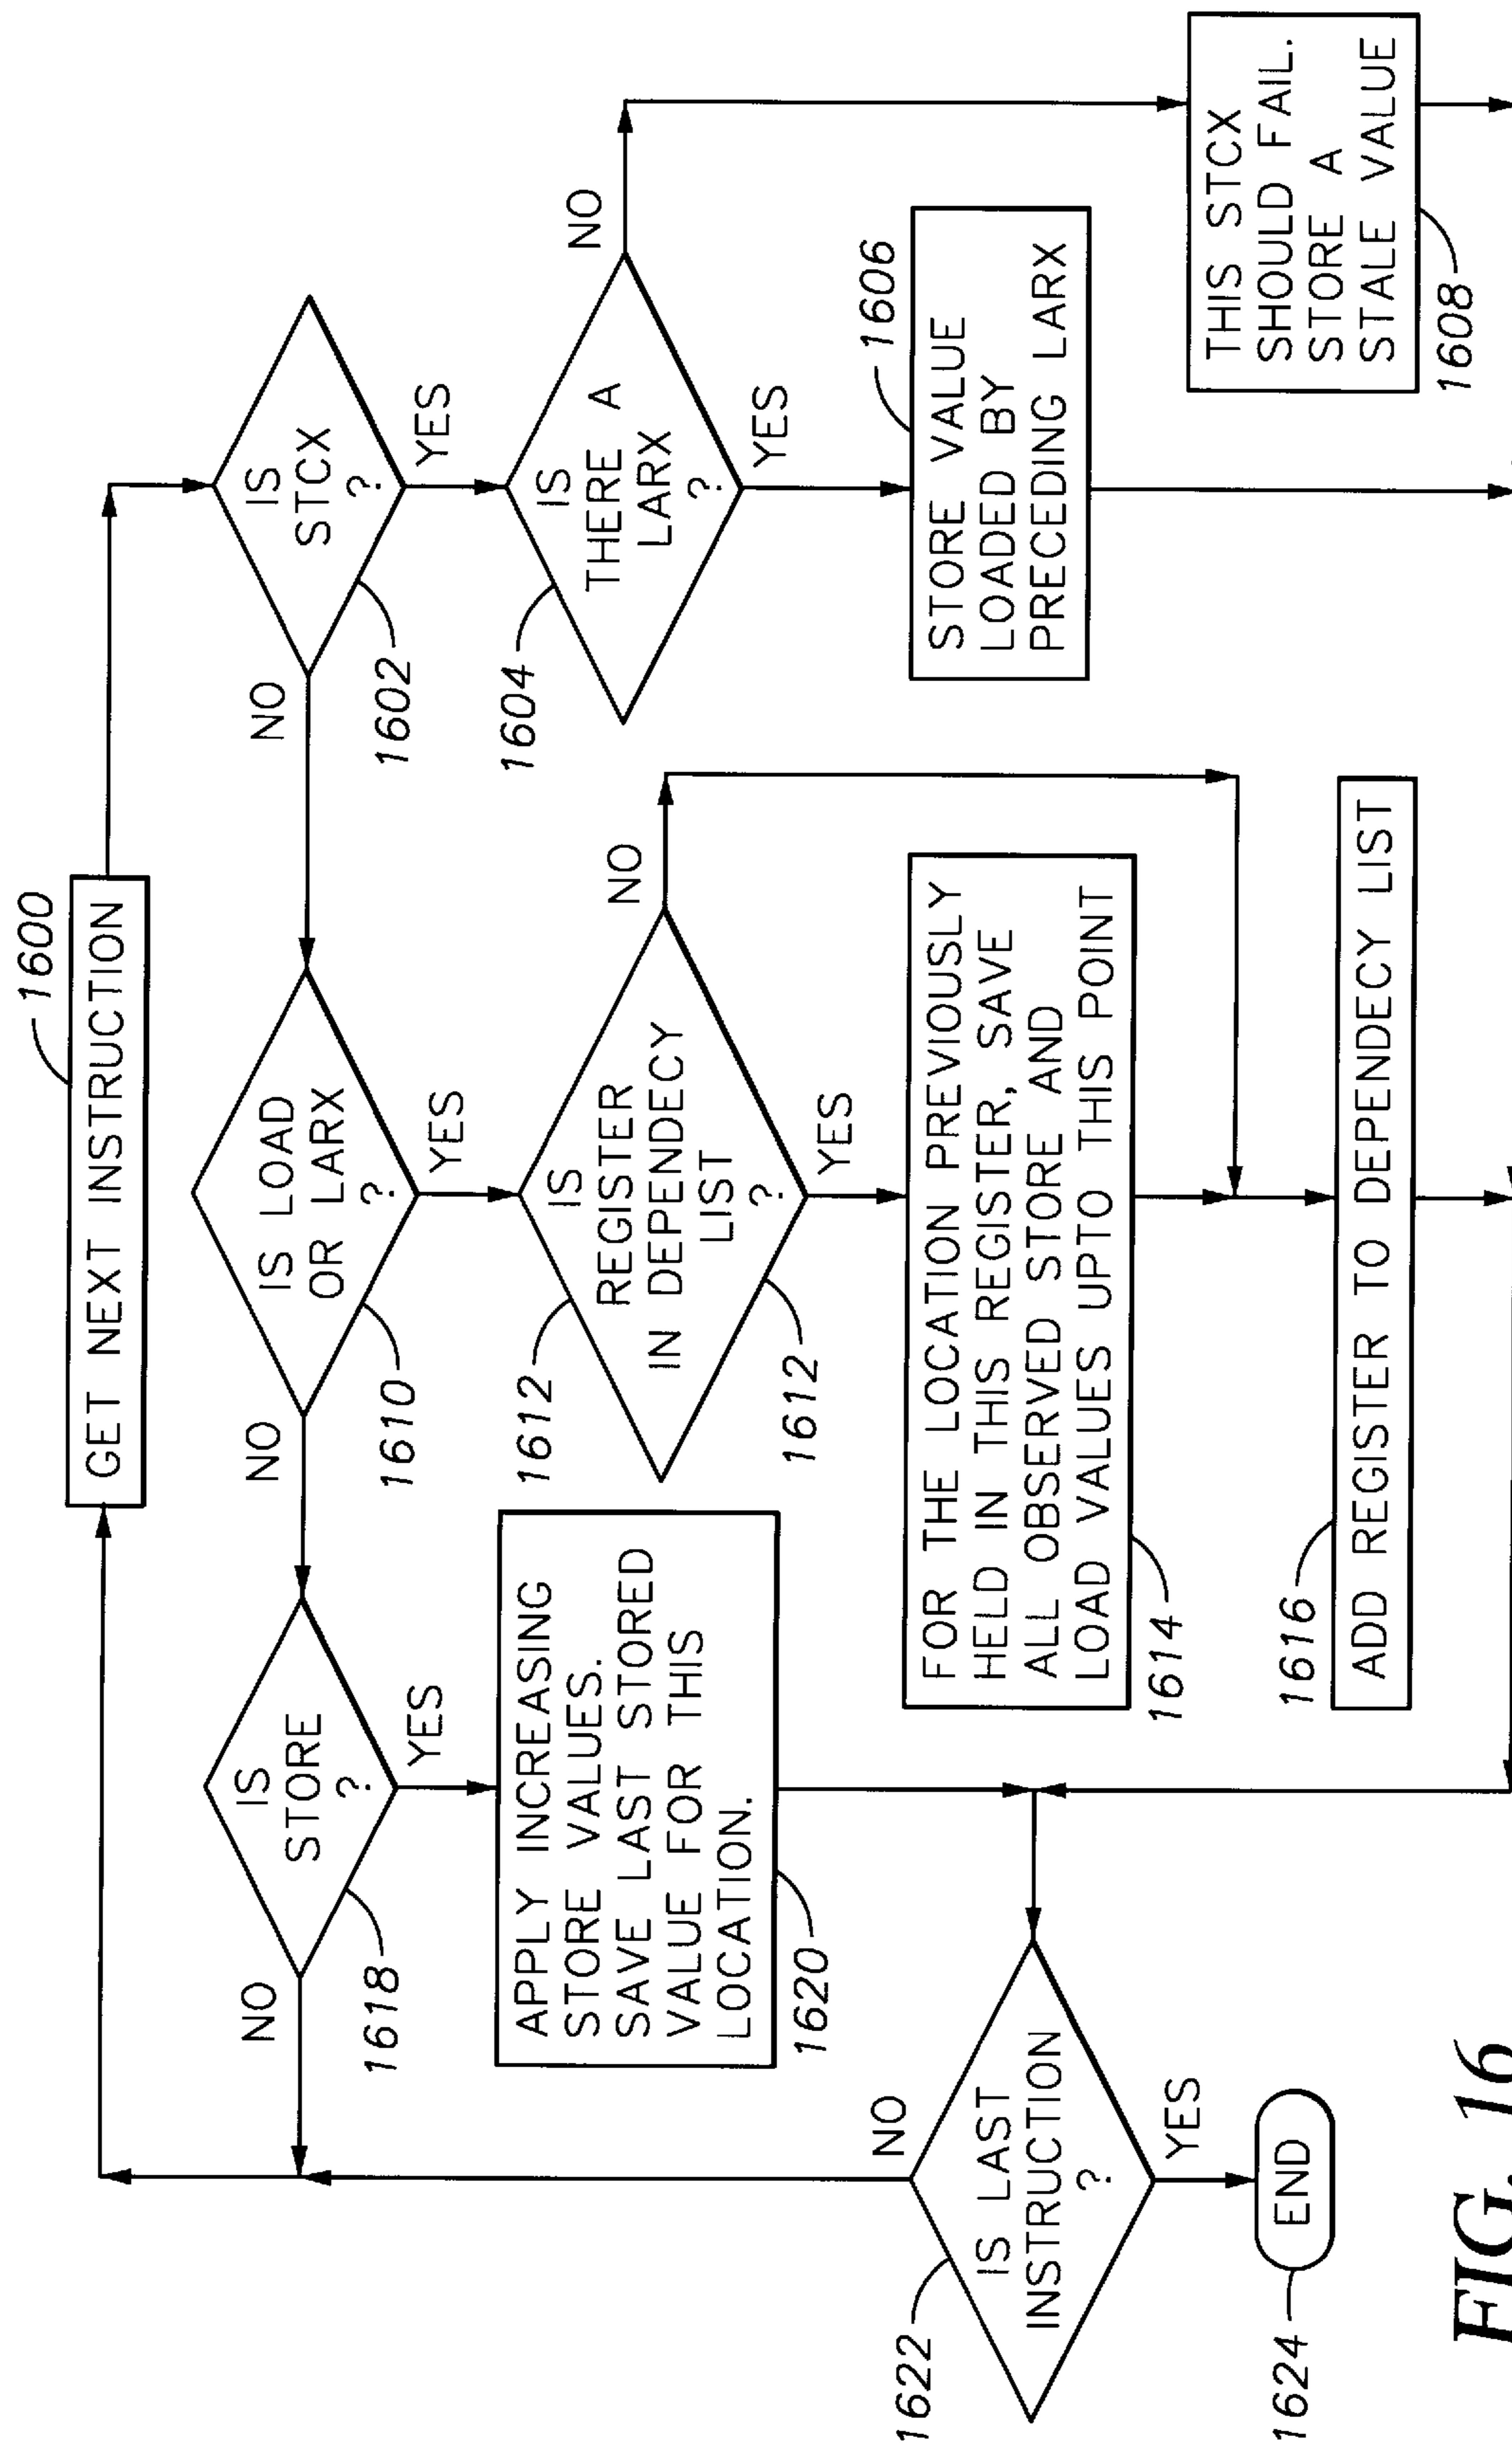 1600
GET NEXT INSTRUCTION
IS
STCX
?
1602
NO
YES
IS
THERE A
LARX
?
1604
NO
YES
STORE VALUE
LOADED BY
PRECEDING LARX
1606
THIS STCX
SHOULD FAIL.
STORE A
STALE VALUE
1608
IS LOAD
OR LARX
?
1610
NO
YES
IS
REGISTER
IN DEPENDECY
LIST
?
1612
1612
NO
YES
FOR THE LOCATION PREVIOUSLY
HELD IN THIS REGISTER, SAVE
ALL OBSERVED STORE AND
LOAD VALUES UPTO THIS POINT
1614
1616
ADD REGISTER TO DEPENDECY LIST
IS
STORE
?
1618
NO
YES
APPLY INCREASING
STORE VALUES.
SAVE LAST STORED
VALUE FOR THIS
LOCATION.
1620
IS LAST
INSTRUCTION
?
1622
NO
YES
END
1624
FIG. 16